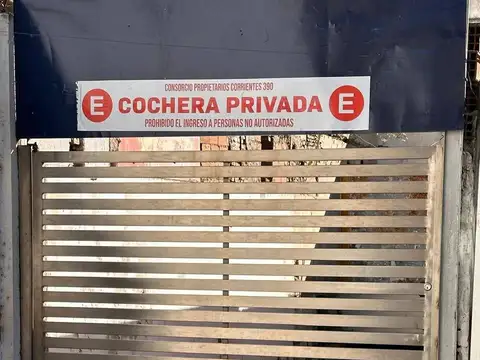 CONSORCIO PROPIETARIOS CORRIENTES 390
E COCHERA PRIVADA E
PROHIBIDO EL INGRESO A PERSONAS NO AUTORIZADAS